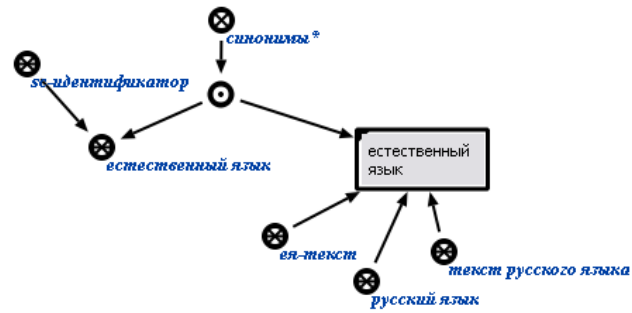 синонимы*
sc-идентификатор
естественный язык
естественный
язык
ея-текст
текст русского языка
русский язык